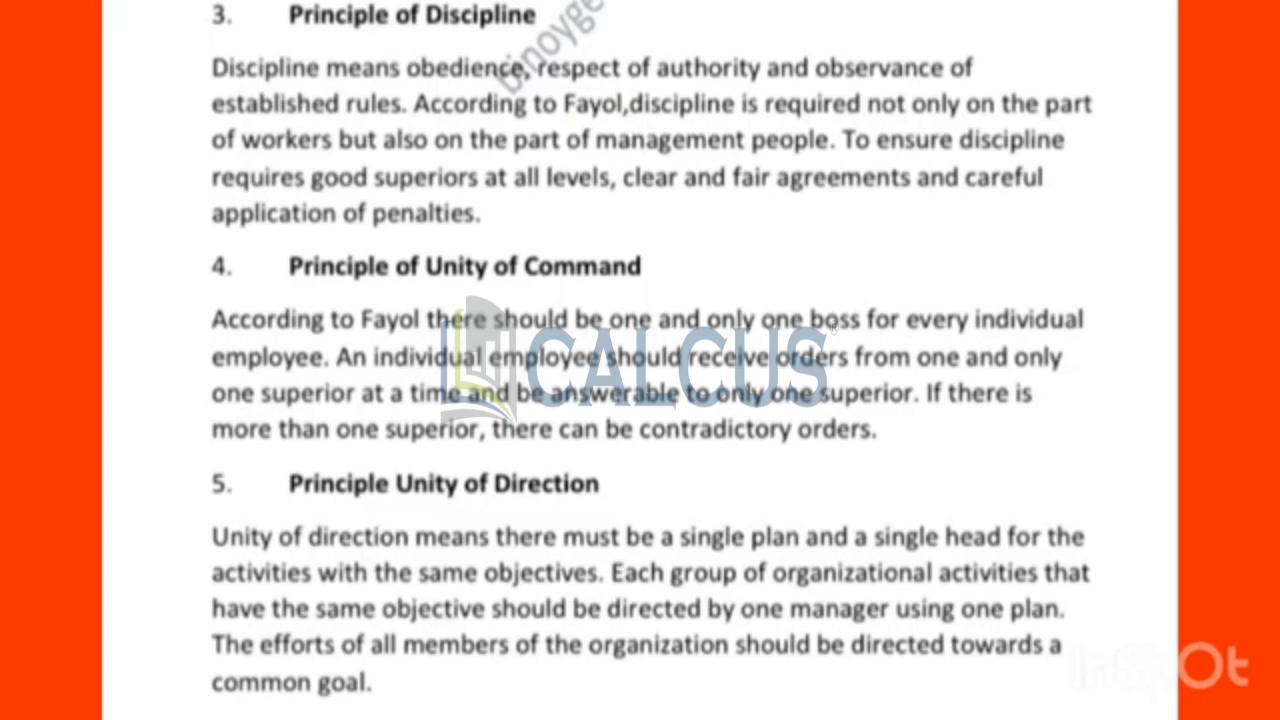 3. Principle of Discipline
binoyge
Discipline means obedience, respect of authority and observance of
established rules. According to Fayol,discipline is required not only on the part
of workers but also on the part of management people. To ensure discipline
requires good superiors at all levels, clear and fair agreements and careful
application of penalties.
4. Principle of Unity of Command
According to Fayol there should be one and only one boss for every individual
employee. An individual employee should receive orders from one and only
CALCUS®
one superior at a time and be answerable to only one superior. If there is
more than one superior, there can be contradictory orders.
5. Principle Unity of Direction
Unity of direction means there must be a single plan and a single head for the
activities with the same objectives. Each group of organizational activities that
have the same objective should be directed by one manager using one plan.
The efforts of all members of the organization should be directed towards a
common goal.